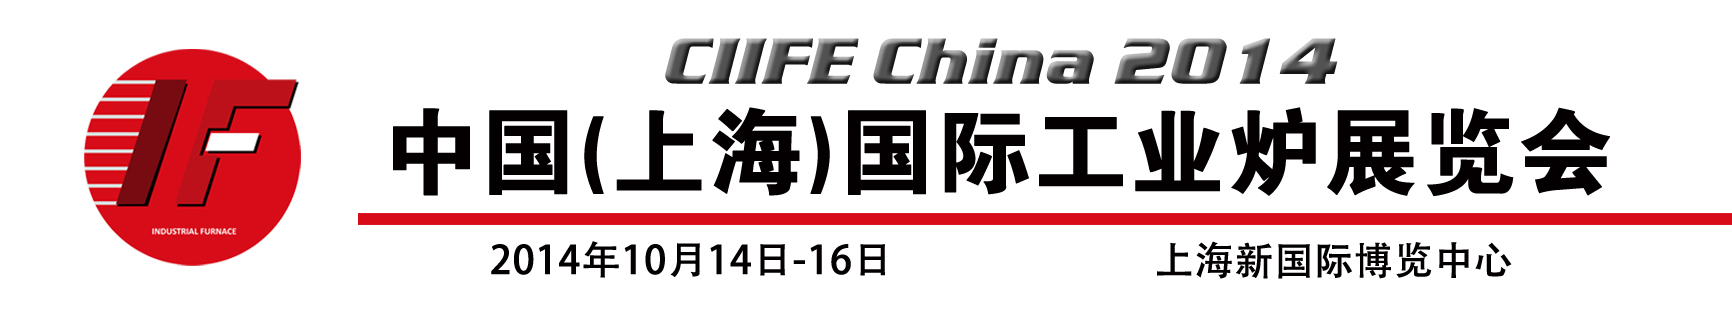 CIIFE China 2014
中国(上海)国际工业炉展览会
IF
INDUSTRIAL FURNACE
2014年10月14日-16日
上海新国际博览中心